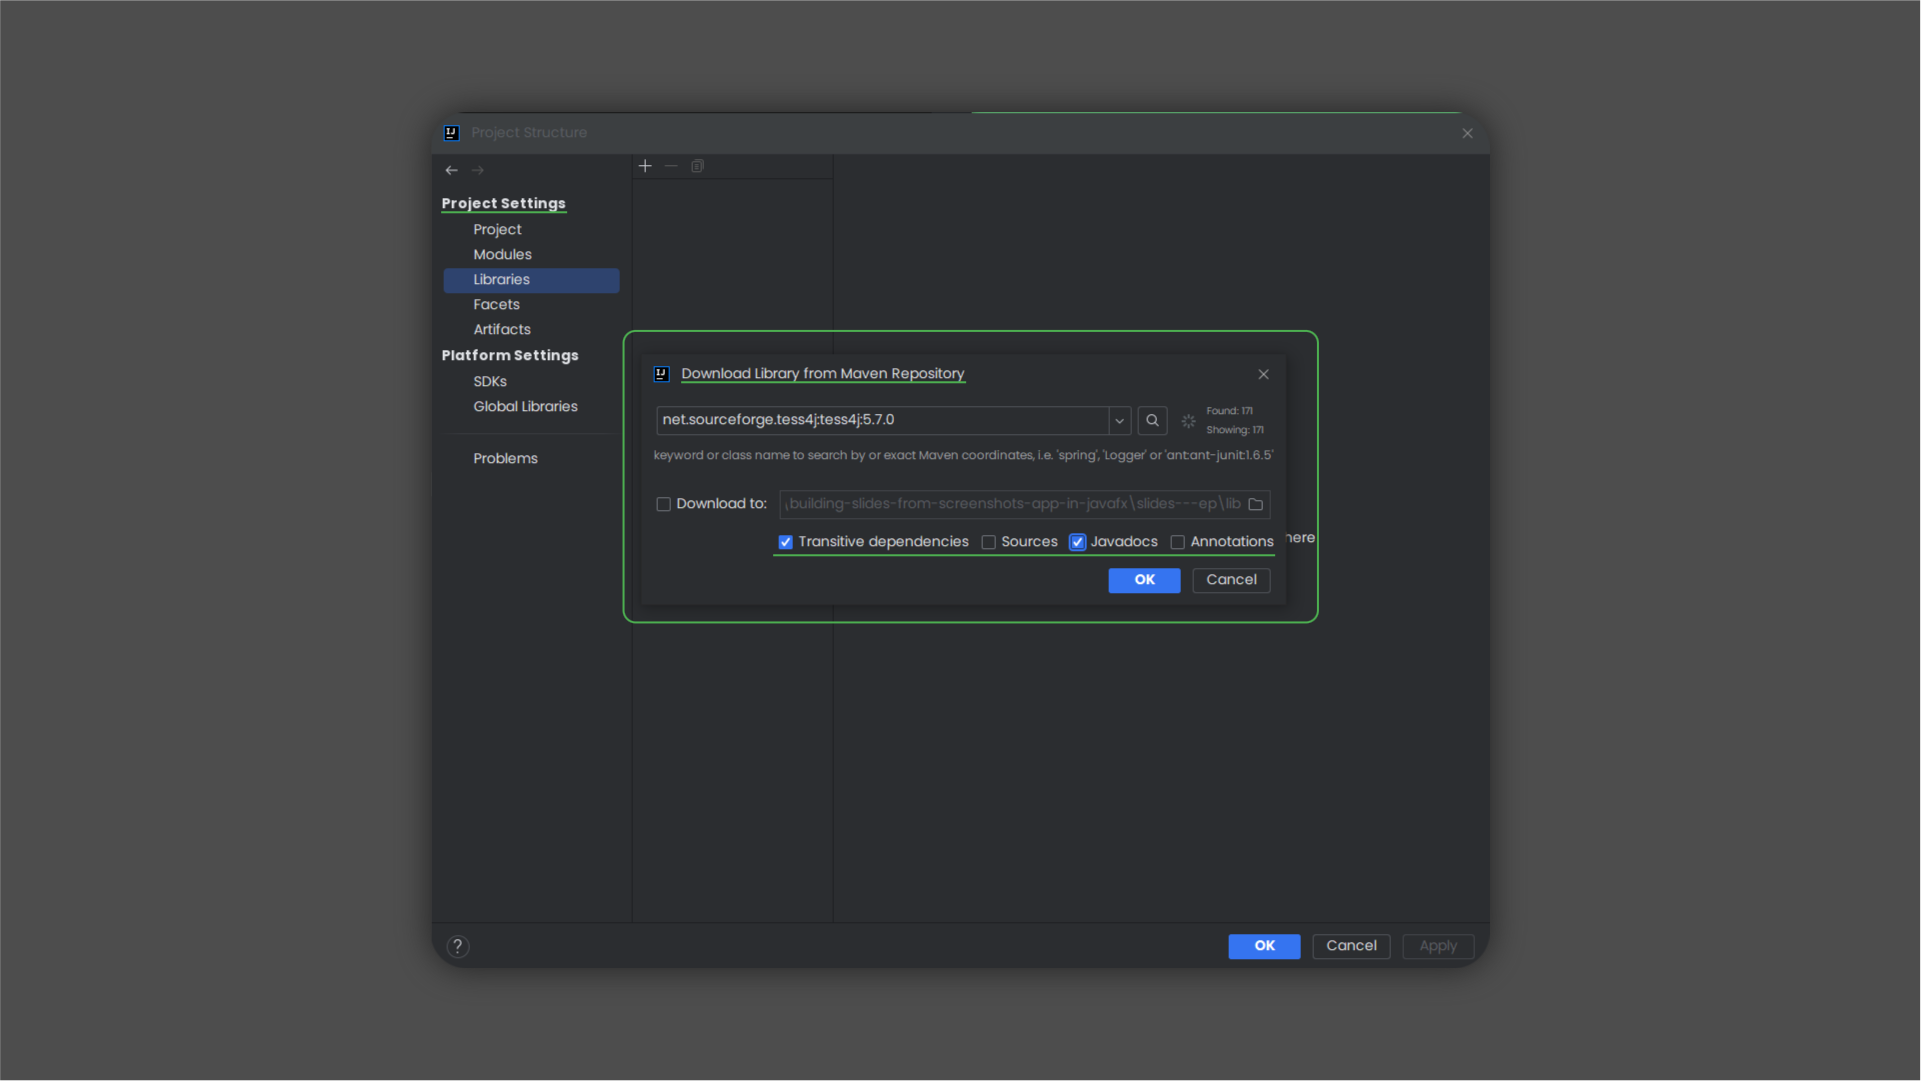 Project Structure
Project Settings
Project
Modules
Libraries
Facets
Artifacts
Platform Settings
SDKs
Global Libraries
Problems
Download Library from Maven Repository
net.sourceforge.tess4j:tess4j:5.7.0
Found: 171
Showing: 171
keyword or class name to search by or exact Maven coordinates, i.e. 'spring', 'Logger' or 'ant:ant-junit:1.6.5'
Download to: building-slides-from-screenshots-app-in-javafx\slides---ep\lib
Transitive dependencies Sources Javadocs Annotations
here
OK Cancel
? OK Cancel Apply